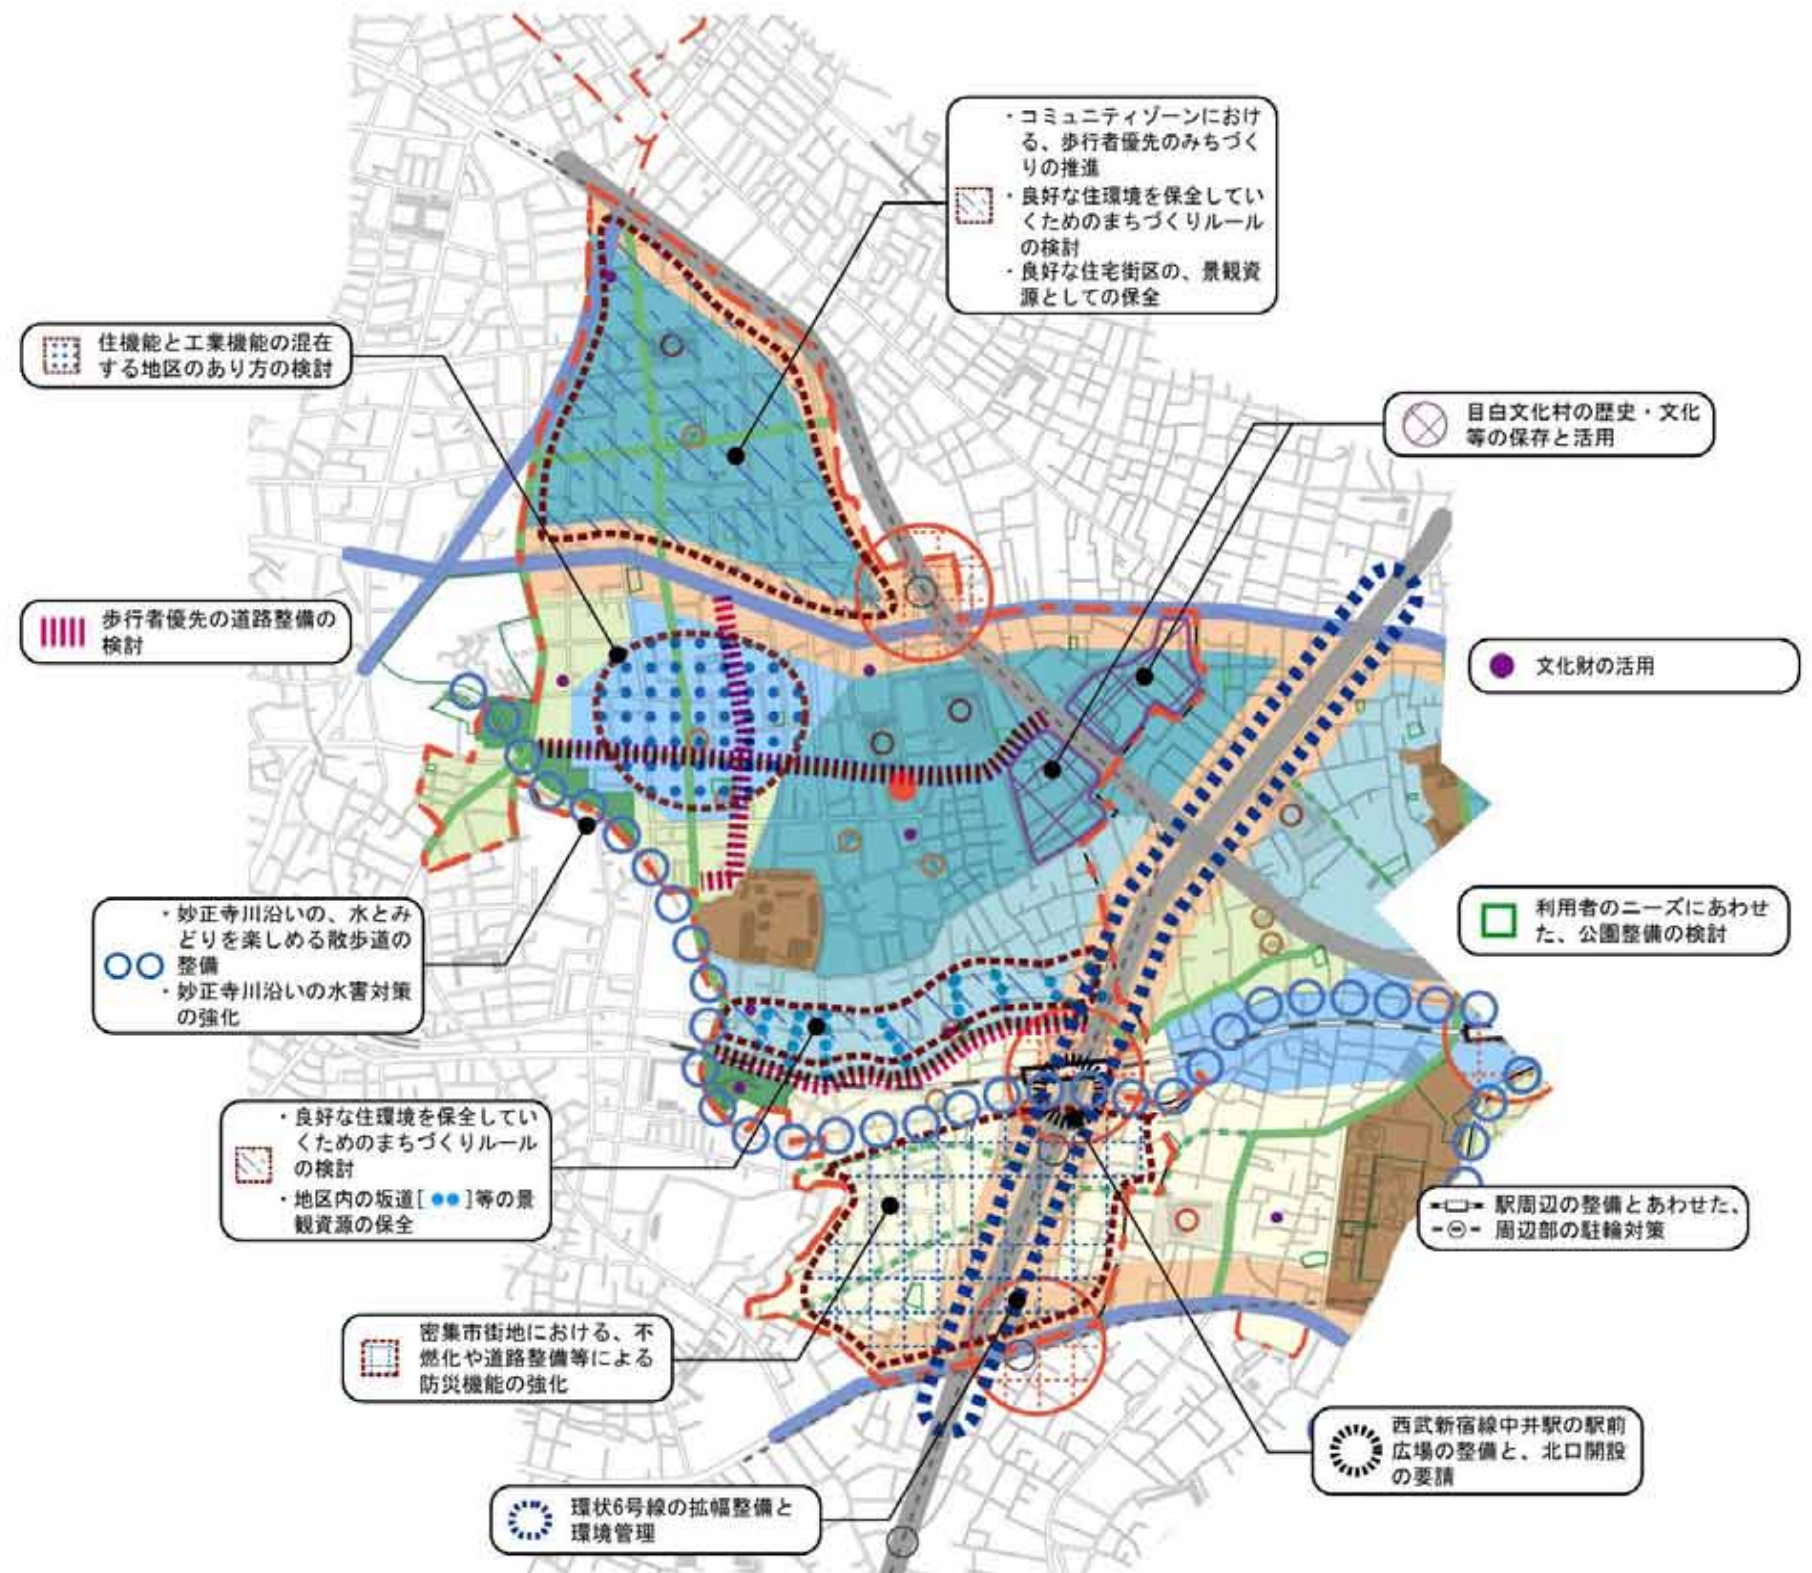 ・コミュニティゾーンにおけ
る、歩行者優先のみちづく
りの推進
・良好な住環境を保全してい
くためのまちづくりルール
の検討
・良好な住宅街区の、景観資
源としての保全
住機能と工業機能の混在
する地区のあり方の検討
目白文化村の歴史・文化
等の保存と活用
歩行者優先の道路整備の
検討
文化財の活用
・妙正寺川沿いの、水とみ
どりを楽しめる散歩道の
整備
・妙正寺川沿いの水害対策
の強化
利用者のニーズにあわせ
た、公園整備の検討
・良好な住環境を保全してい
くためのまちづくりルール
の検討
・地区内の坂道[ ●● ]等の景
観資源の保全
駅周辺の整備とあわせた、
周辺部の駐輪対策
密集市街地における、不
燃化や道路整備等による
防災機能の強化
西武新宿線中井駅の駅前
広場の整備と、北口開設
の要請
環状6号線の拡幅整備と
環境管理